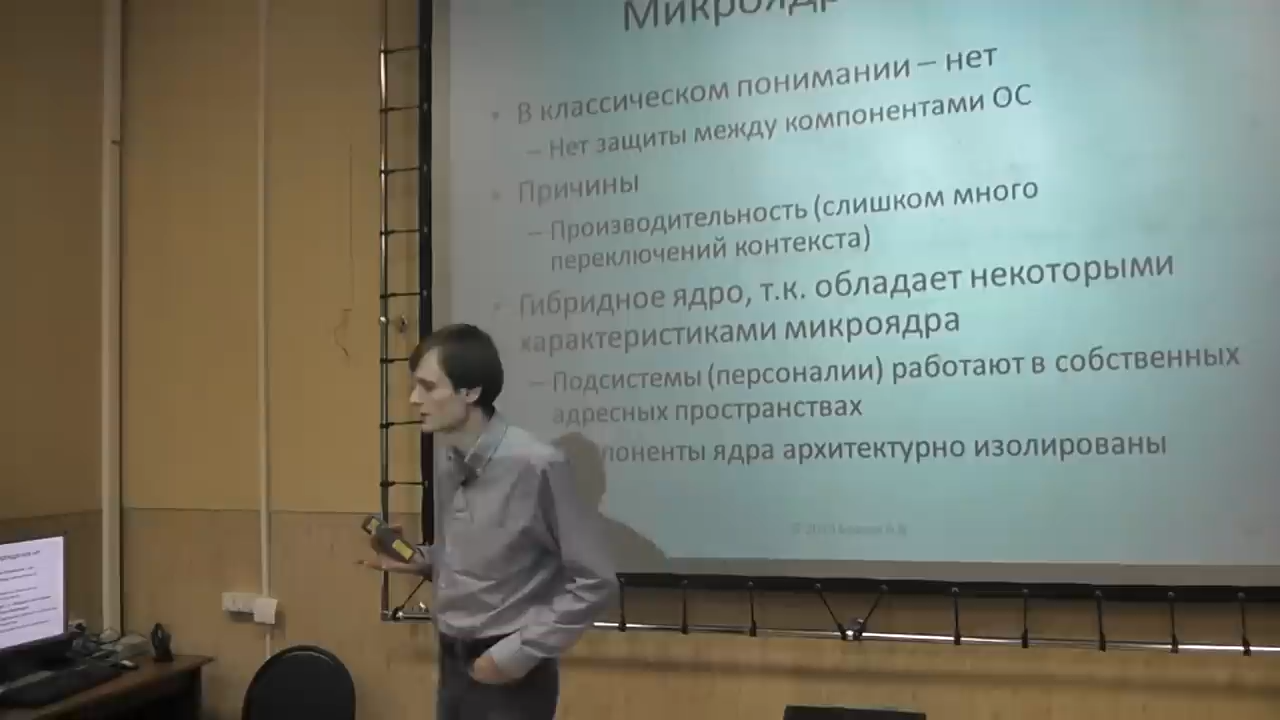 Микроядр
• В классическом понимании – нет
– Нет защиты между компонентами ОС
• Причины
– Производительность (слишком много
переключений контекста)
• Гибридное ядро, т.к. обладает некоторыми
характеристиками микроядра
– Подсистемы (персоналии) работают в собственных
адресных пространствах
поненты ядра архитектурно изолированы